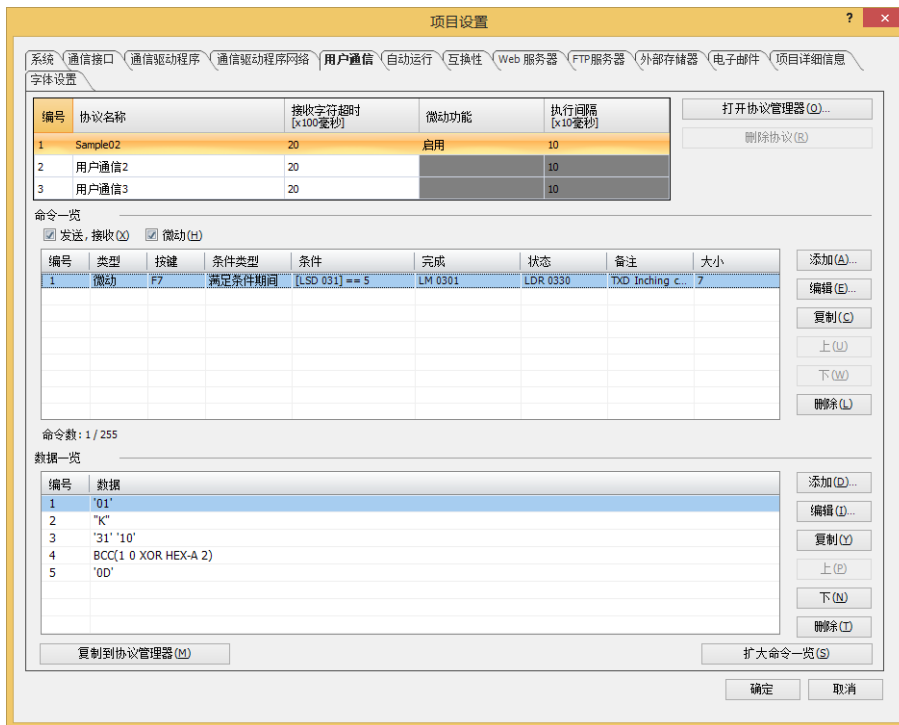 项目设置
? ×
系统 通信接口 通信驱动程序 通信驱动程序网络 用户通信 自动运行 互换性 Web 服务器 FTP服务器 外部存储器 电子邮件 项目详细信息
字体设置
编号 协议名称 接收字符超时 [x100毫秒] 微动功能 执行间隔 [x10毫秒]
1 Sample02 20 启用 10
2 用户通信2 20 10
3 用户通信3 20 10
打开协议管理器(O)...
删除协议(R)
命令一览
发送,接收(X) 微动(H)
编号 类型 按键 条件类型 条件 完成 状态 备注 大小
1 微动 F7 满足条件期间 [LSD 031] == 5 LM 0301 LDR 0330 TXD Inching c... 7
添加(A)...
编辑(E)...
复制(C)
上(U)
下(W)
删除(L)
命令数: 1 / 255
数据一览
编号 数据
1 '01'
2 "K"
3 '31' '10'
4 BCC(1 0 XOR HEX-A 2)
5 '0D'
添加(D)...
编辑(I)...
复制(Y)
上(P)
下(N)
删除(T)
复制到协议管理器(M)
扩大命令一览(S)
确定 取消